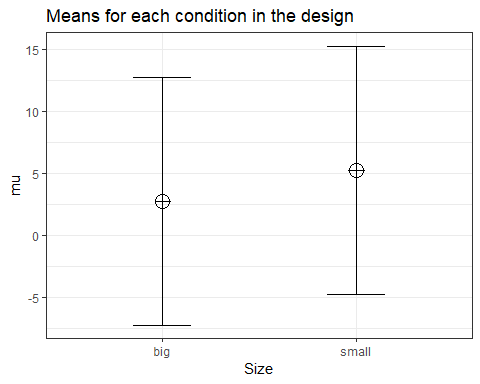 Means for each condition in the design
15
10
5
0
-5
mu
big
small
Size